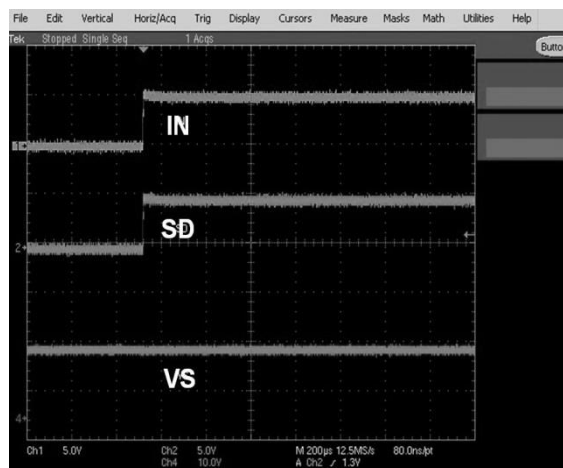 File Edit Vertical Horiz/Acq Trig Display Cursors Measure Masks Math Utilities Help
Tek Stopped Single Seq 1 Acqs
Butto
1
IN
SD
2
VS
4
Ch1 5.0V Ch2 5.0V M 200µs 12.5MS/s 80.0ns/pt
Ch4 10.0V A Ch2 ∕ 1.3V